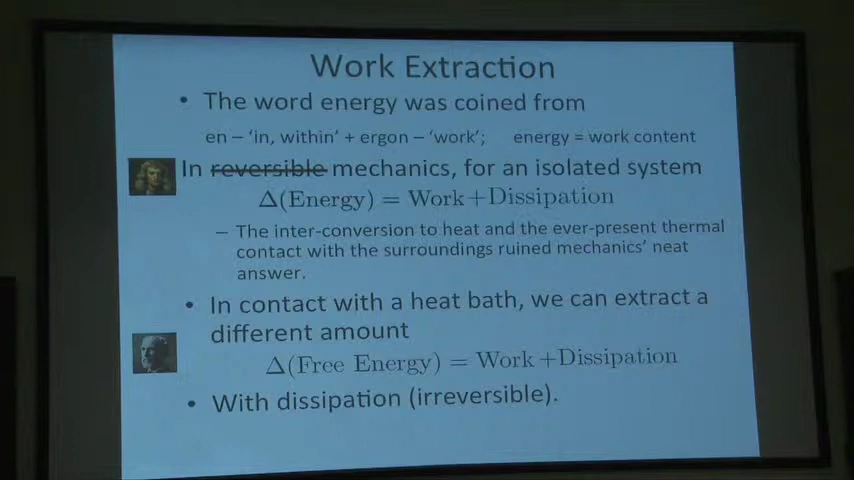 Work Extraction
• The word energy was coined from
en – 'in, within' + ergon – 'work'; energy = work content
In reversible mechanics, for an isolated system
Δ(Energy) = Work+Dissipation
– The inter-conversion to heat and the ever-present thermal
contact with the surroundings ruined mechanics' neat
answer.
• In contact with a heat bath, we can extract a
different amount
Δ(Free Energy) = Work+Dissipation
• With dissipation (irreversible).